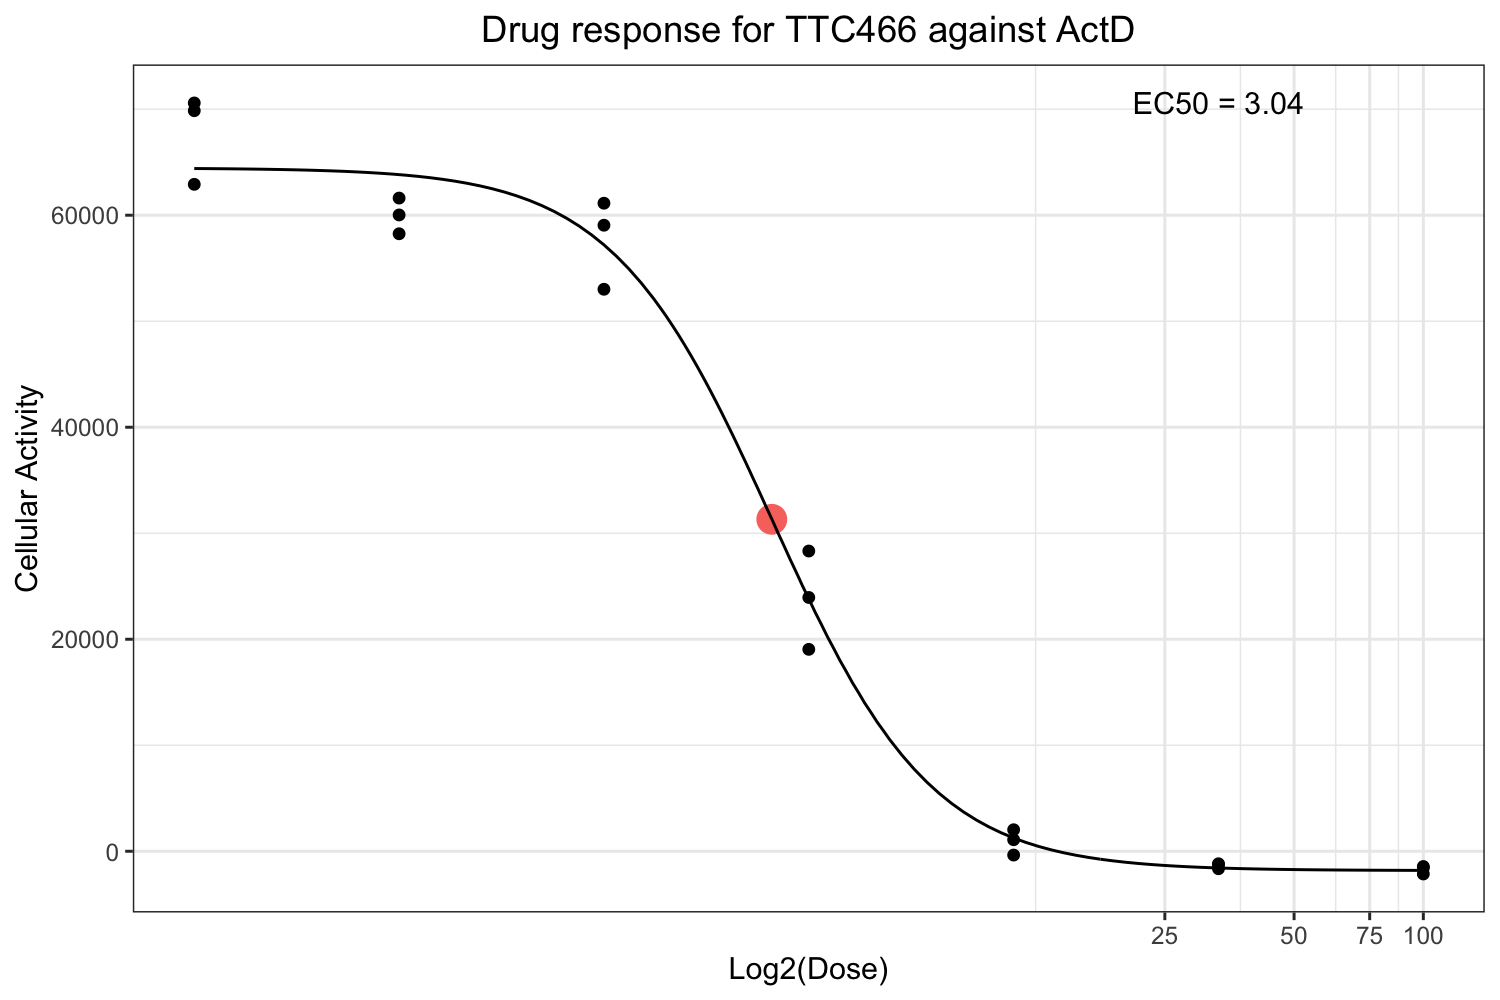 Drug response for TTC466 against ActD
EC50 = 3.04
Cellular Activity
60000
40000
20000
0
25 50 75 100
Log2(Dose)